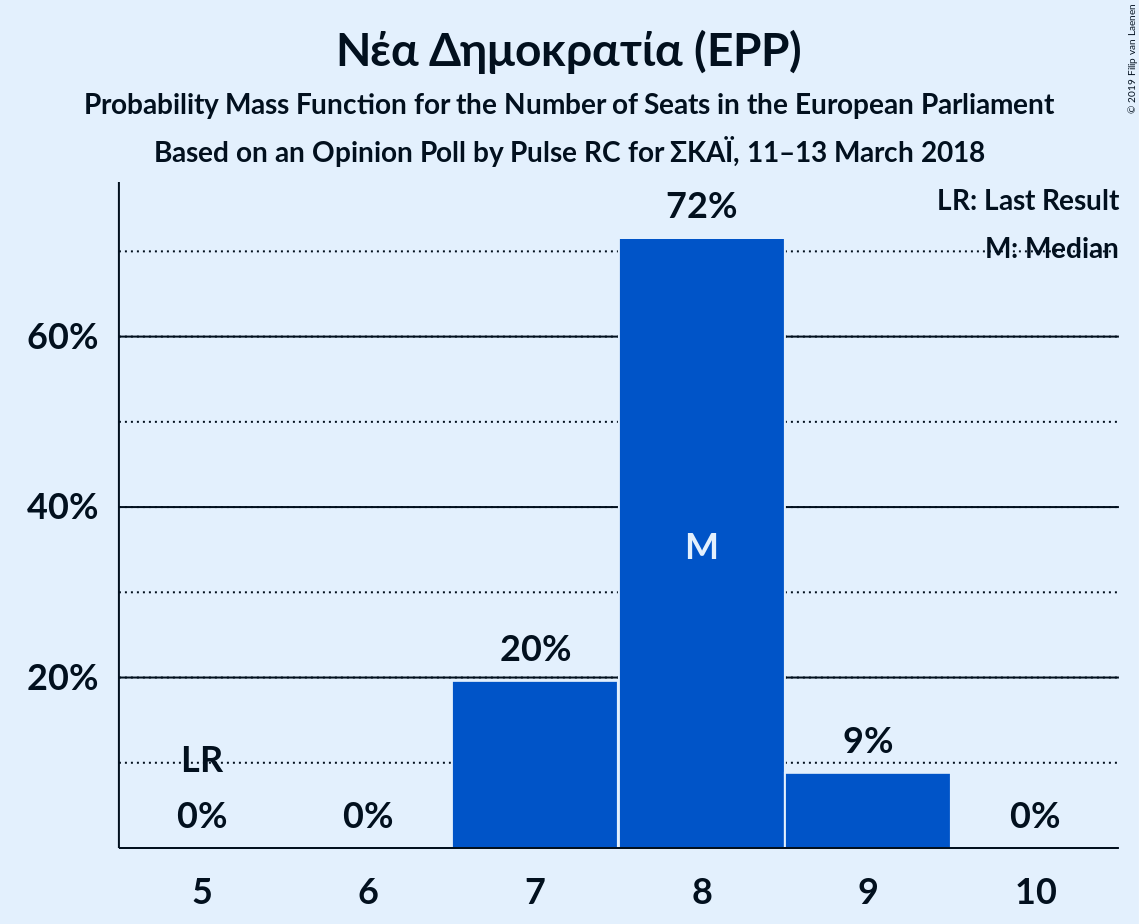 Νέα Δημοκρατία (EPP)
Probability Mass Function for the Number of Seats in the European Parliament
Based on an Opinion Poll by Pulse RC for ΣΚΑΪ, 11–13 March 2018
© 2019 Filip van Laenen
LR: Last Result
M: Median
72%
60%
40%
M
20%
20%
9%
LR
0%
0%
0%
5
6
7
8
9
10